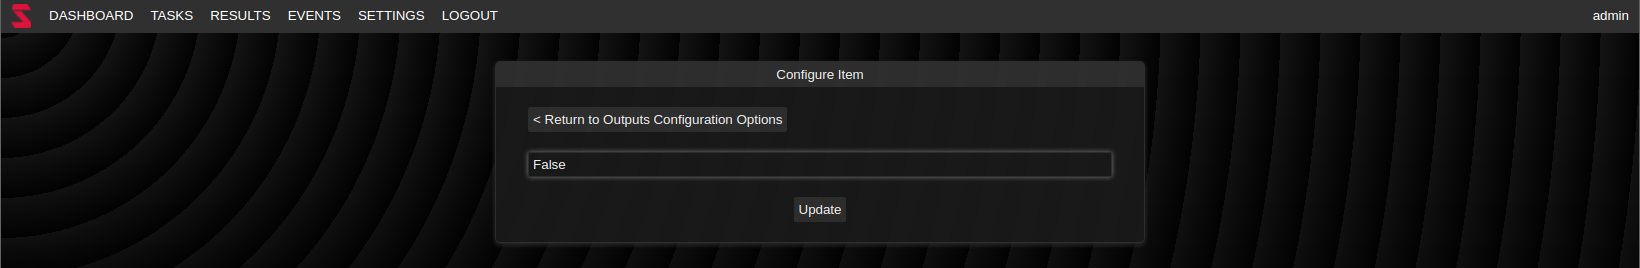 DASHBOARD TASKS RESULTS EVENTS SETTINGS LOGOUT admin
Configure Item
< Return to Outputs Configuration Options
False
Update